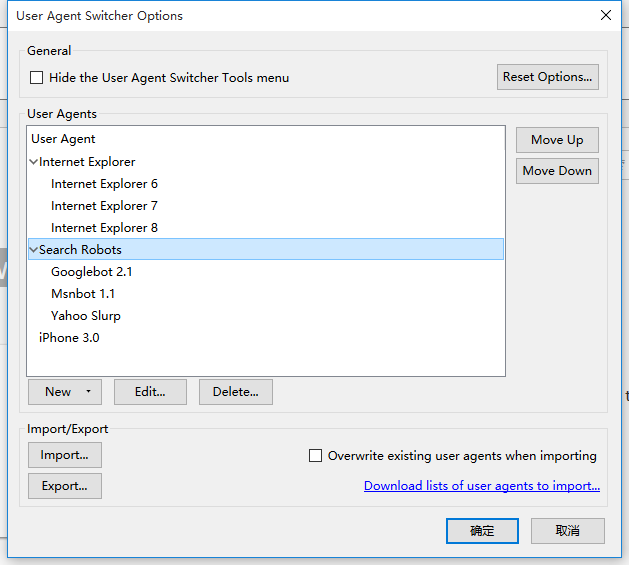 User Agent Switcher Options
General
Hide the User Agent Switcher Tools menu
Reset Options...
User Agents
User Agent
Internet Explorer
Internet Explorer 6
Internet Explorer 7
Internet Explorer 8
Search Robots
Googlebot 2.1
Msnbot 1.1
Yahoo Slurp
iPhone 3.0
Move Up
Move Down
New
Edit...
Delete...
Import/Export
Import...
Overwrite existing user agents when importing
Export...
Download lists of user agents to import...
确定
取消